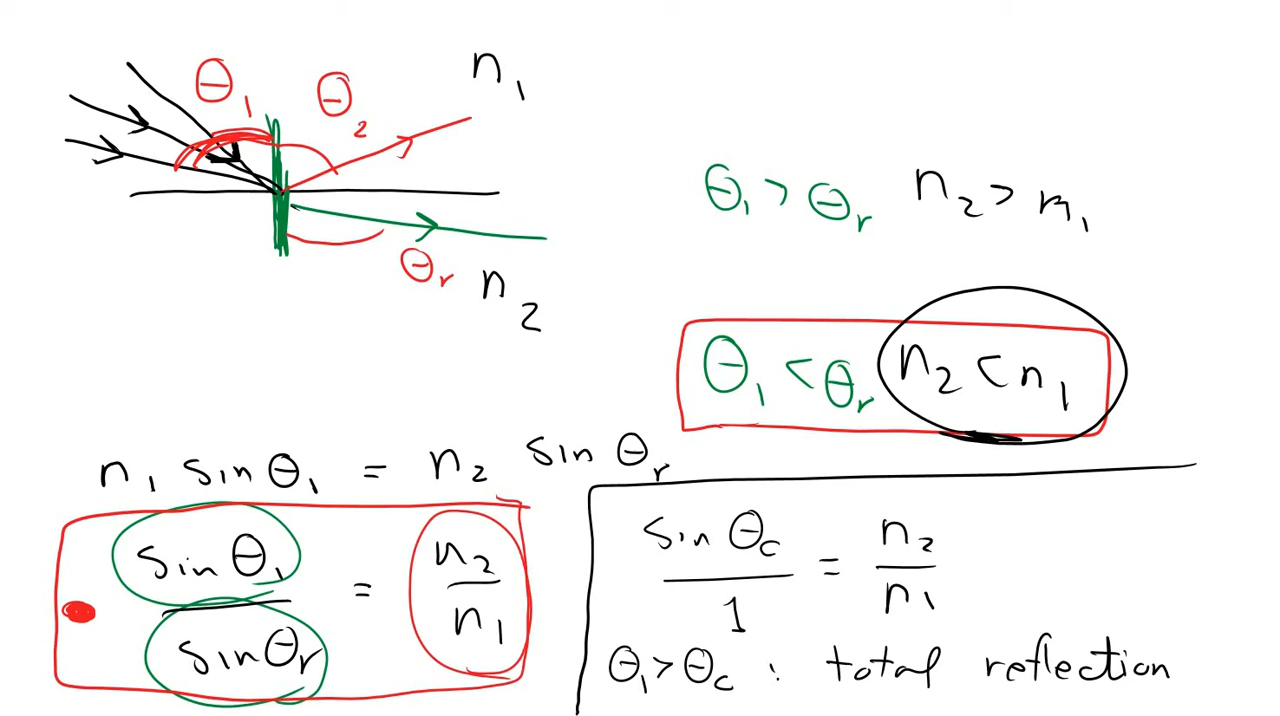 θ₁ θ₂ n₁
θᵣ n₂
θ₁ > θᵣ n₂ > n₁
θ₁ < θᵣ n₂ < n₁
n₁ sin θ₁ = n₂ sin θᵣ
sin θ₁ / sin θᵣ = n₂ / n₁
sin θc / 1 = n₂ / n₁
θ₁ > θc : total reflection